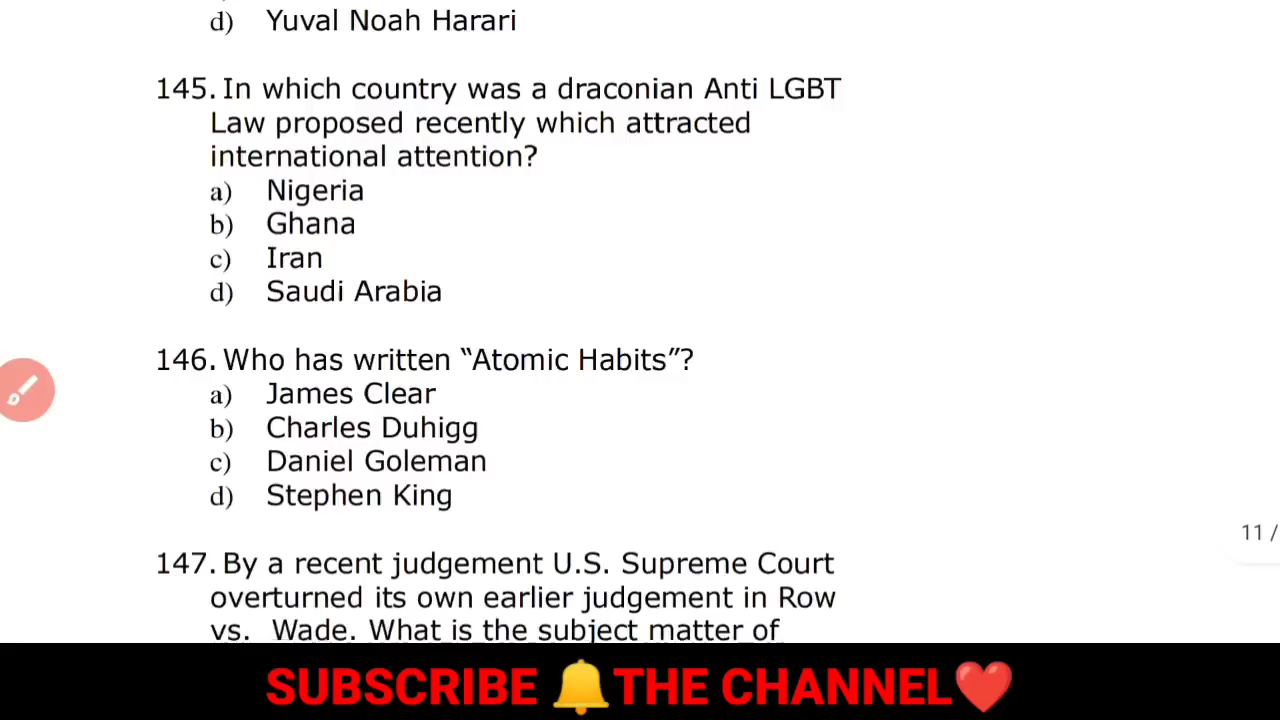 d) Yuval Noah Harari
145. In which country was a draconian Anti LGBT
Law proposed recently which attracted
international attention?
a) Nigeria
b) Ghana
c) Iran
d) Saudi Arabia
146. Who has written “Atomic Habits”?
a) James Clear
b) Charles Duhigg
c) Daniel Goleman
d) Stephen King
11 /
147. By a recent judgement U.S. Supreme Court
overturned its own earlier judgement in Row
vs. Wade. What is the subject matter of
SUBSCRIBE 🔔THE CHANNEL❤️